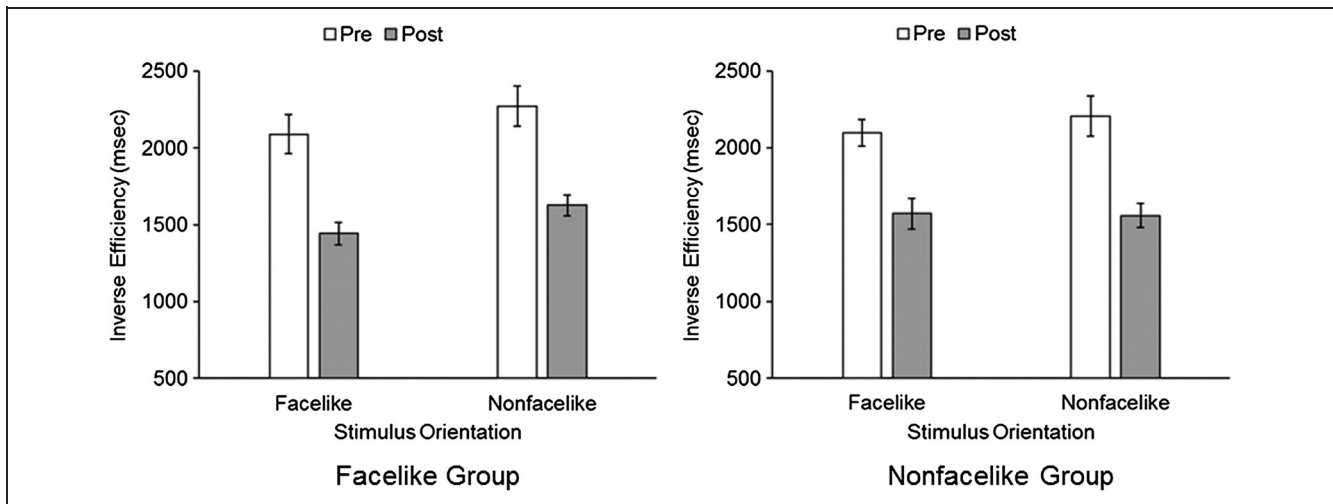 Pre Post
Inverse Efficiency (msec)
2500
2000
1500
1000
500
Facelike Nonfacelike
Stimulus Orientation
Facelike Group
Pre Post
Inverse Efficiency (msec)
2500
2000
1500
1000
500
Facelike Nonfacelike
Stimulus Orientation
Nonfacelike Group